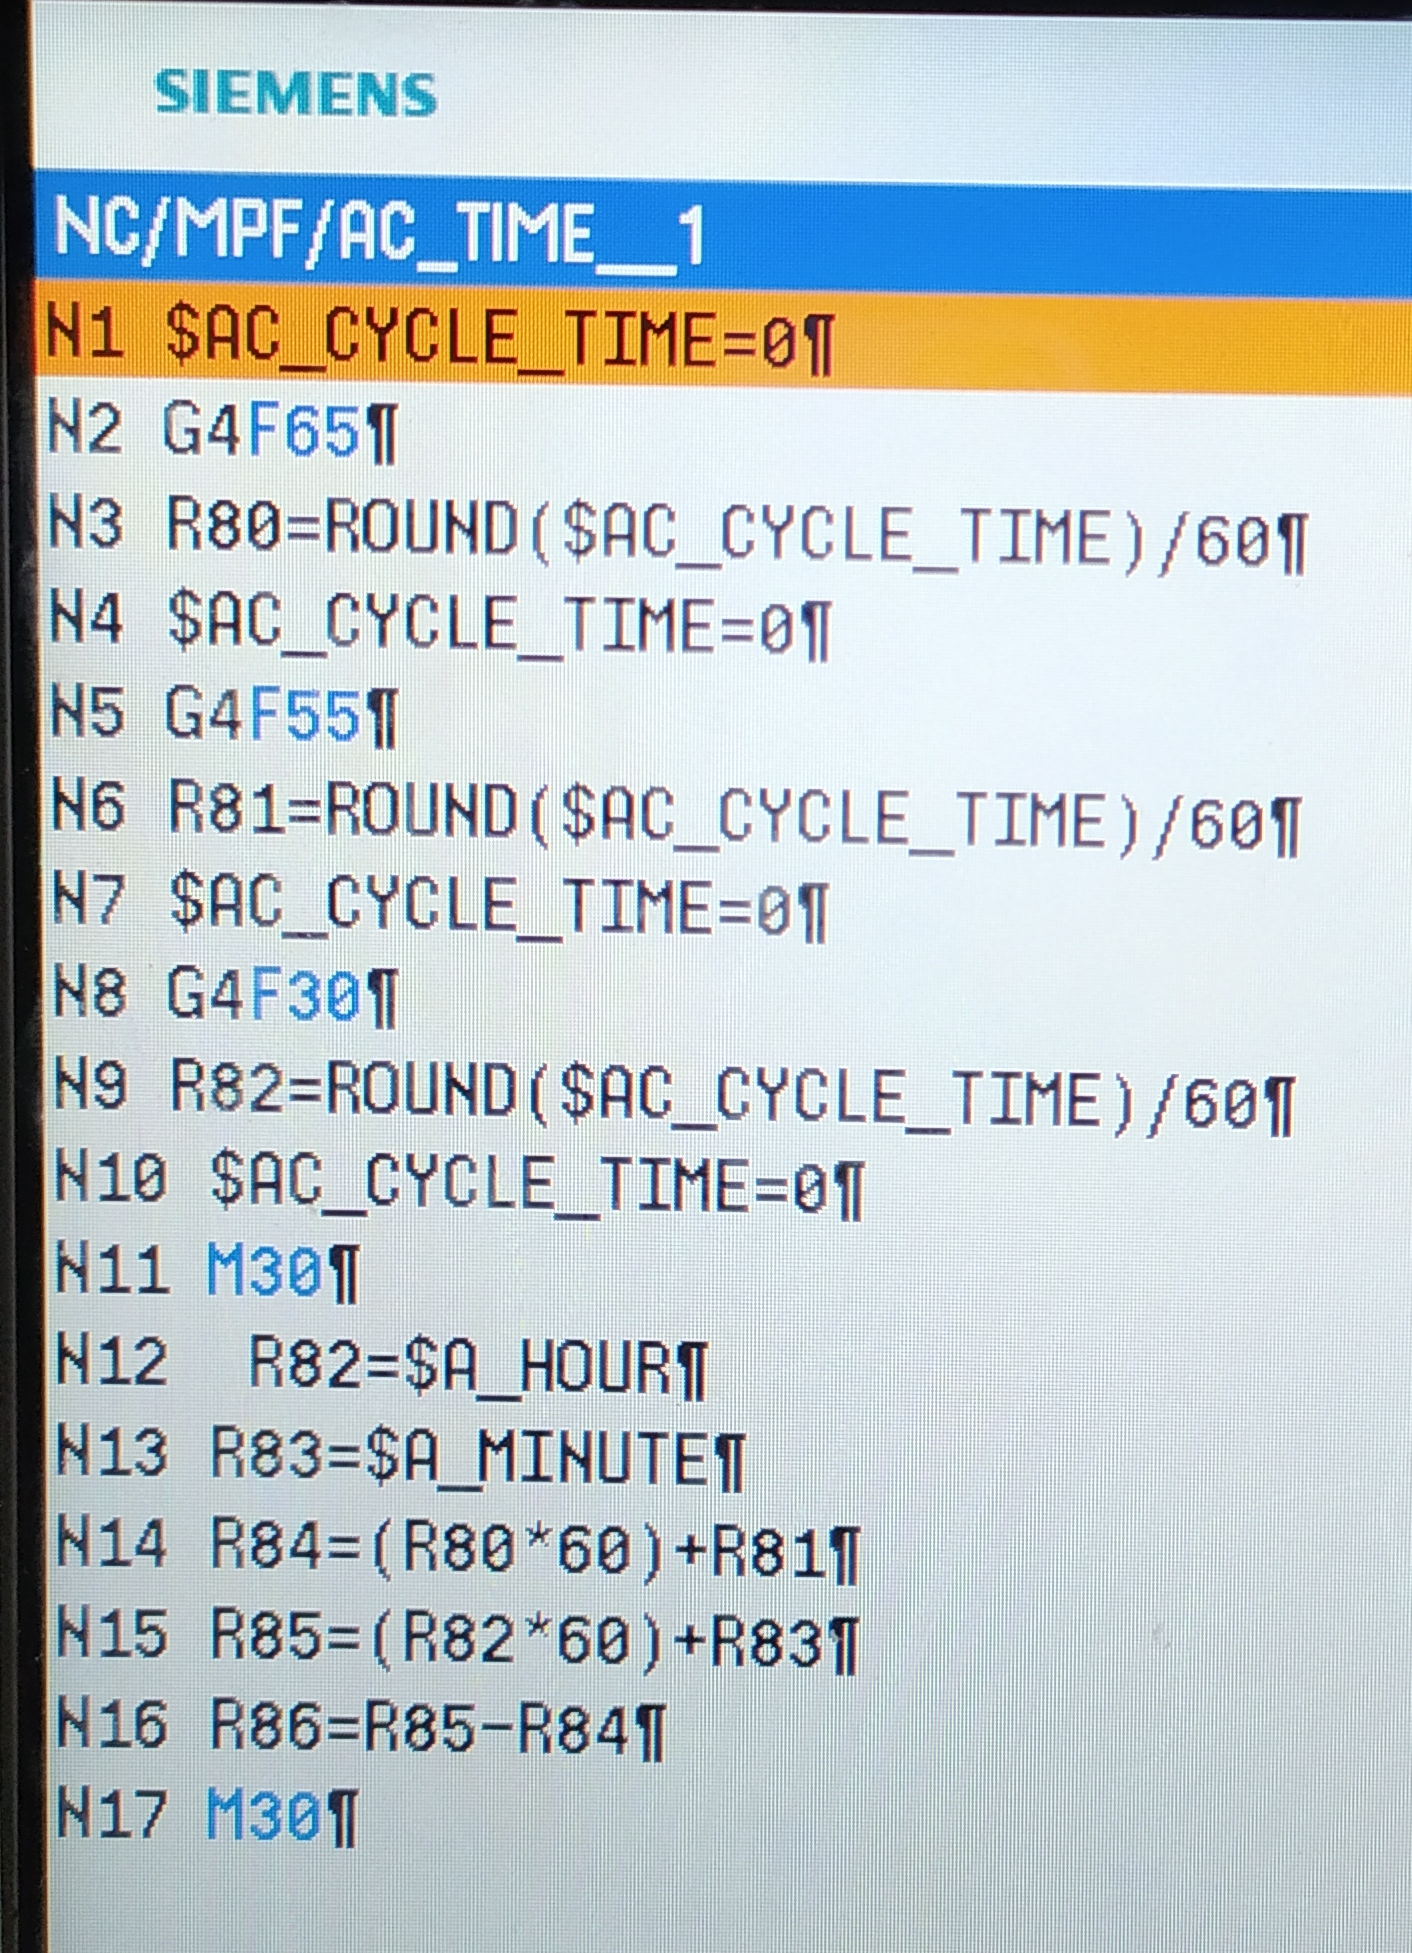 SIEMENS
NC/MPF/AC_TIME__1
N1 $AC_CYCLE_TIME=0¶
N2 G4F65¶
N3 R80=ROUND($AC_CYCLE_TIME)/60¶
N4 $AC_CYCLE_TIME=0¶
N5 G4F55¶
N6 R81=ROUND($AC_CYCLE_TIME)/60¶
N7 $AC_CYCLE_TIME=0¶
N8 G4F30¶
N9 R82=ROUND($AC_CYCLE_TIME)/60¶
N10 $AC_CYCLE_TIME=0¶
N11 M30¶
N12  R82=$A_HOUR¶
N13 R83=$A_MINUTE¶
N14 R84=(R80*60)+R81¶
N15 R85=(R82*60)+R83¶
N16 R86=R85-R84¶
N17 M30¶